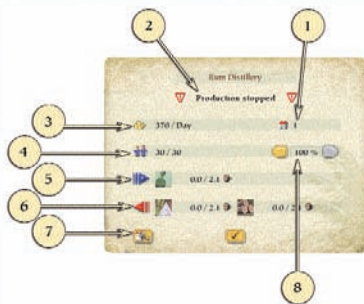 2
1
Rum Distillery
Production stopped
3
370 / Day
1
4
30 / 30
100 %
5
0.0 / 2.1
6
0.0 / 2.1
0.0 / 2.1
7
8